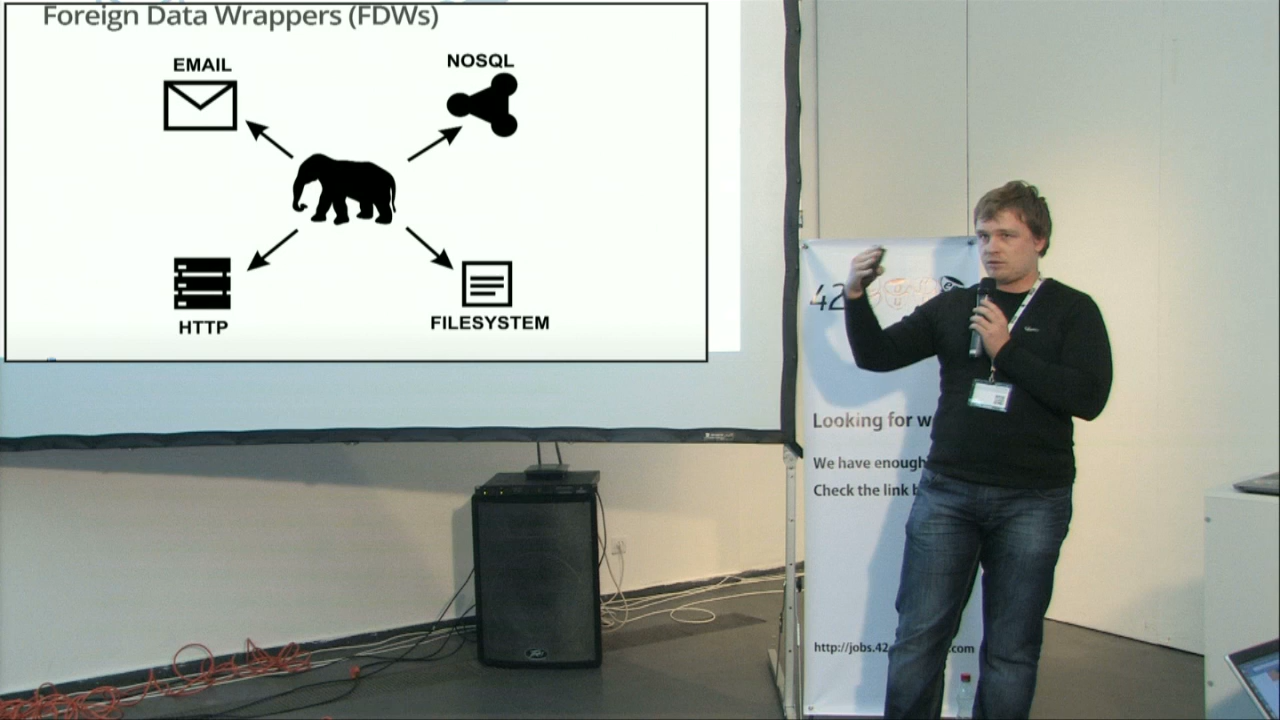 Foreign Data Wrappers (FDWs)
EMAIL
NOSQL
HTTP
FILESYSTEM
42
Looking for w
We have enough
Check the link b
http://jobs.42
.com